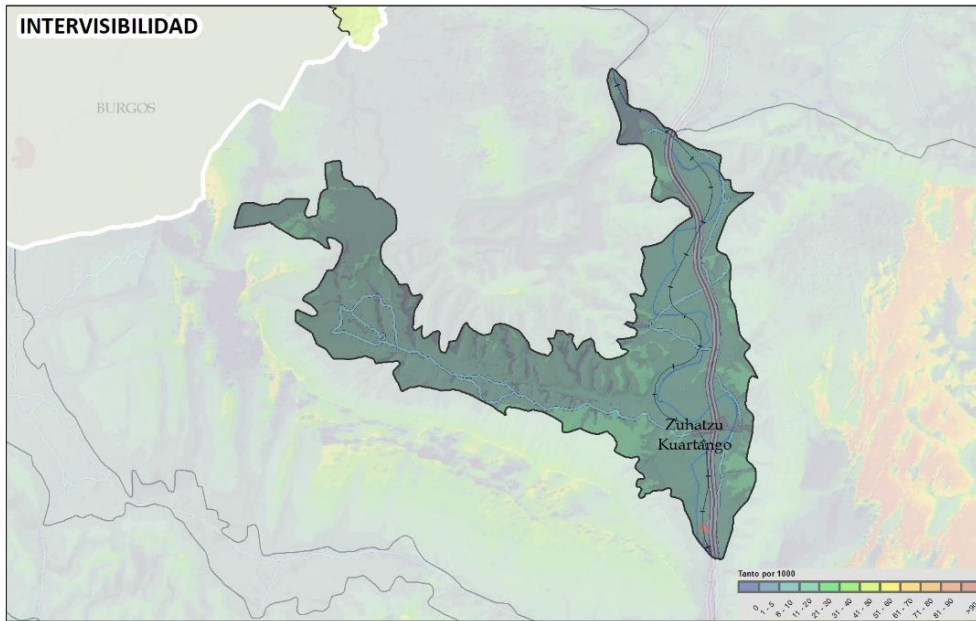 INTERVISIBILIDAD
BURGOS
Zuhatzu
Kuartango
Tanto por 1000
0
1 - 5
6 - 10
11 - 20
21 - 30
31 - 40
41 - 50
51 - 60
61 - 70
71 - 80
81 - 90
>90